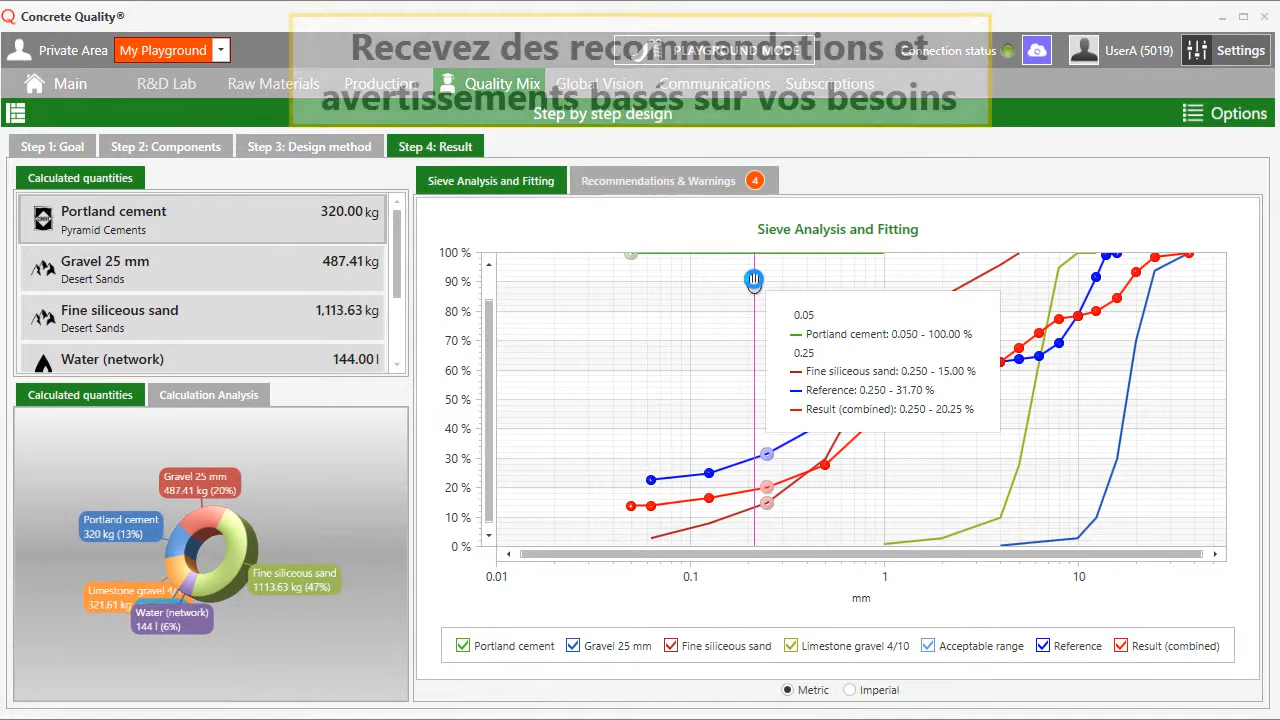 Concrete Quality®
Recevez des recommandations et
avertissements basés sur vos besoins
Private Area
My Playground
PLAYGROUND MODE
Connection status
UserA (5019)
Settings
Main
R&D Lab
Raw Materials
Production
Quality Mix
Global Vision
Communications
Subscriptions
Step by step design
Options
Step 1: Goal
Step 2: Components
Step 3: Design method
Step 4: Result
Calculated quantities
Portland cement 320.00 kg
Pyramid Cements
Gravel 25 mm 487.41 kg
Desert Sands
Fine siliceous sand 1,113.63 kg
Desert Sands
Water (network) 144.00 l
Calculated quantities
Calculation Analysis
Gravel 25 mm
487.41 kg (20%)
Portland cement
320 kg (13%)
Fine siliceous sand
1113.63 kg (47%)
Limestone gravel 4/
321.61 kg
Water (network)
144 l (6%)
Sieve Analysis and Fitting
Recommendations & Warnings 4
Sieve Analysis and Fitting
100 %
90 %
80 %
70 %
60 %
50 %
40 %
30 %
20 %
10 %
0 %
0.05
Portland cement: 0.050 - 100.00 %
0.25
Fine siliceous sand: 0.250 - 15.00 %
Reference: 0.250 - 31.70 %
Result (combined): 0.250 - 20.25 %
0.01
0.1
1
10
mm
Portland cement
Gravel 25 mm
Fine siliceous sand
Limestone gravel 4/10
Acceptable range
Reference
Result (combined)
Metric
Imperial